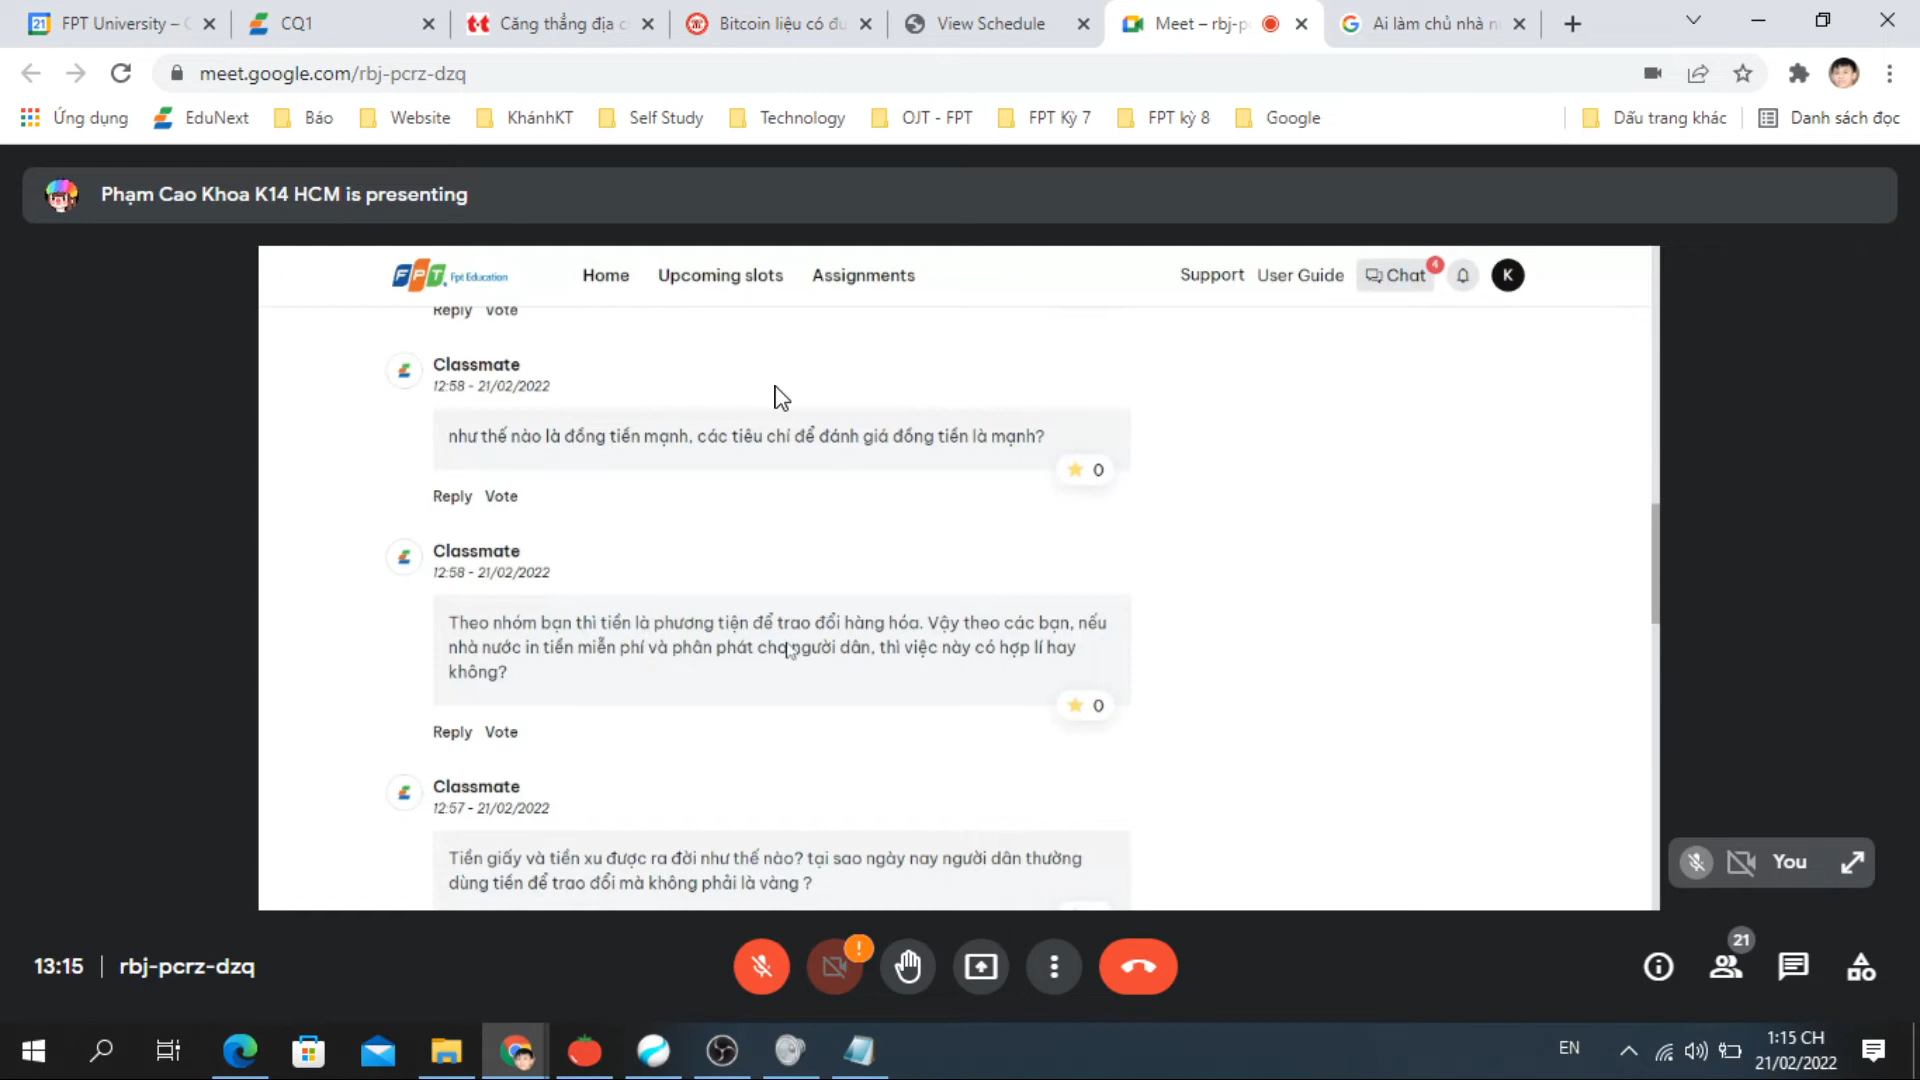 FPT University – C
CQ1
Căng thẳng địa c
Bitcoin liệu có đu
View Schedule
Meet – rbj-pc
Ai làm chủ nhà n
meet.google.com/rbj-pcrz-dzq
Ứng dụng
EduNext
Báo
Website
KhánhKT
Self Study
Technology
OJT - FPT
FPT Kỳ 7
FPT kỳ 8
Google
Dấu trang khác
Danh sách đọc
Phạm Cao Khoa K14 HCM is presenting
FPT Fpt Education
Home
Upcoming slots
Assignments
Support
User Guide
Chat
4
K
Reply Vote
Classmate
12:58 - 21/02/2022
như thế nào là đồng tiền mạnh, các tiêu chí để đánh giá đồng tiền là mạnh?
0
Reply Vote
Classmate
12:58 - 21/02/2022
Theo nhóm bạn thì tiền là phương tiện để trao đổi hàng hóa. Vậy theo các bạn, nếu
nhà nước in tiền miễn phí và phân phát cho người dân, thì việc này có hợp lí hay
không?
0
Reply Vote
Classmate
12:57 - 21/02/2022
Tiền giấy và tiền xu được ra đời như thế nào? tại sao ngày nay người dân thường
dùng tiền để trao đổi mà không phải là vàng ?
You
13:15 | rbj-pcrz-dzq
21
EN
1:15 CH
21/02/2022